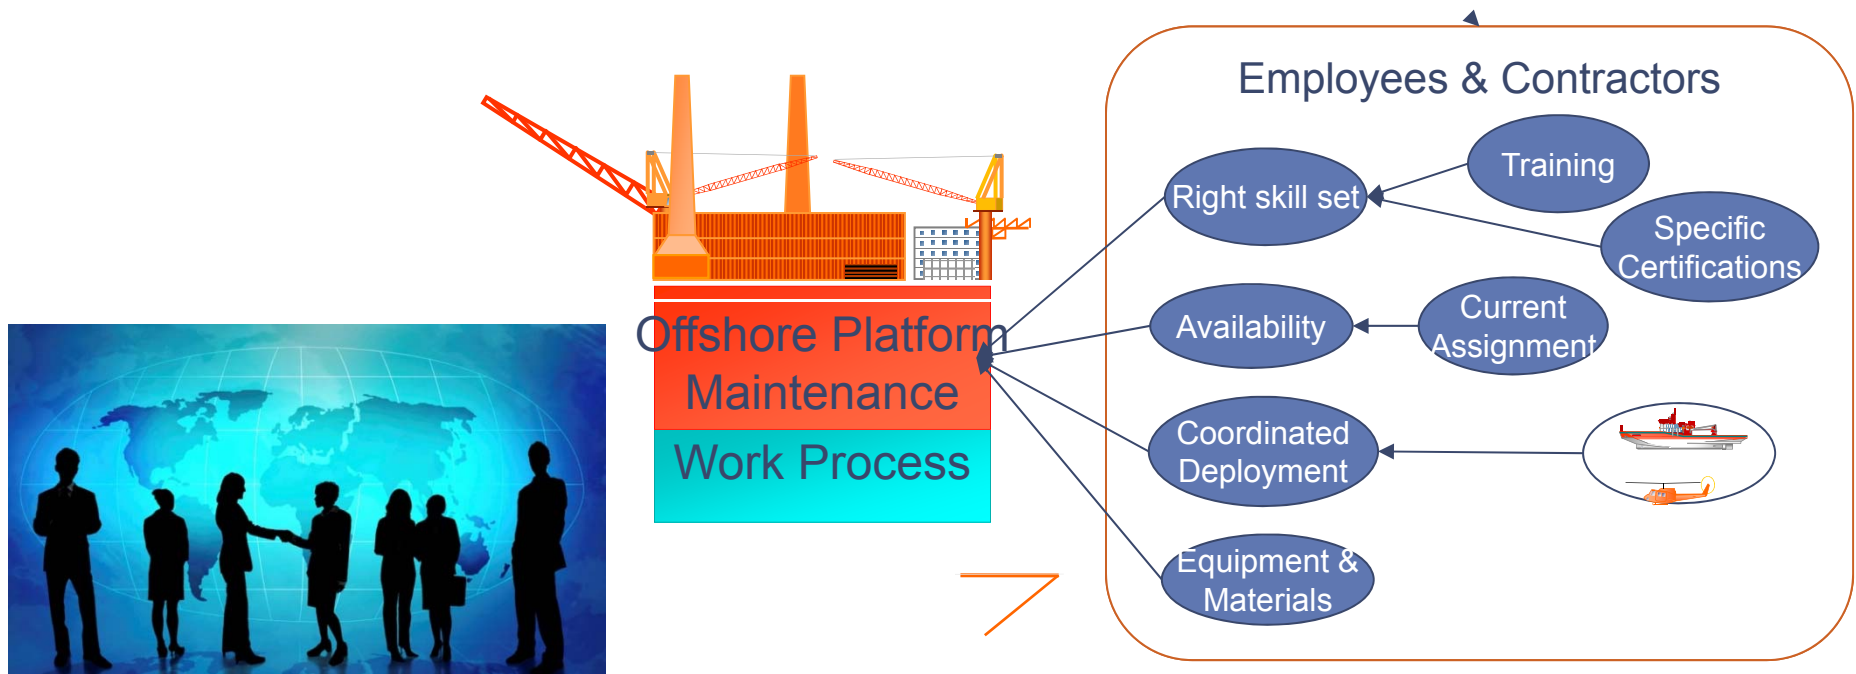 Employees & Contractors
Training
Right skill set
Specific
Certifications
Offshore Platform
Maintenance
Work Process
Availability
Current
Assignment
Coordinated
Deployment
Equipment &
Materials